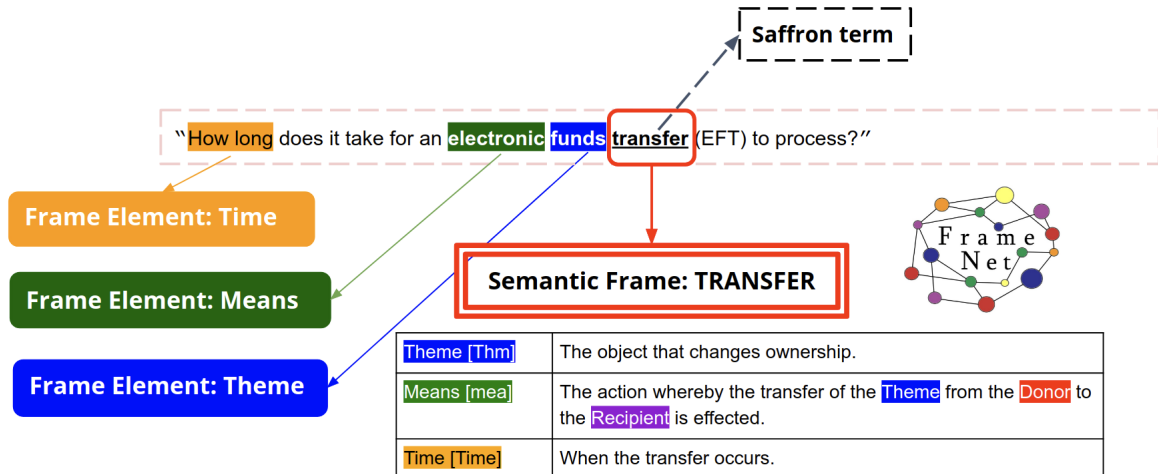 Saffron term
“How long does it take for an electronic funds transfer (EFT) to process?”
Frame Element: Time
Frame
Net
Semantic Frame: TRANSFER
Frame Element: Means
Frame Element: Theme
Theme [Thm] The object that changes ownership.
Means [mea] The action whereby the transfer of the Theme from the Donor to
the Recipient is effected.
Time [Time] When the transfer occurs.